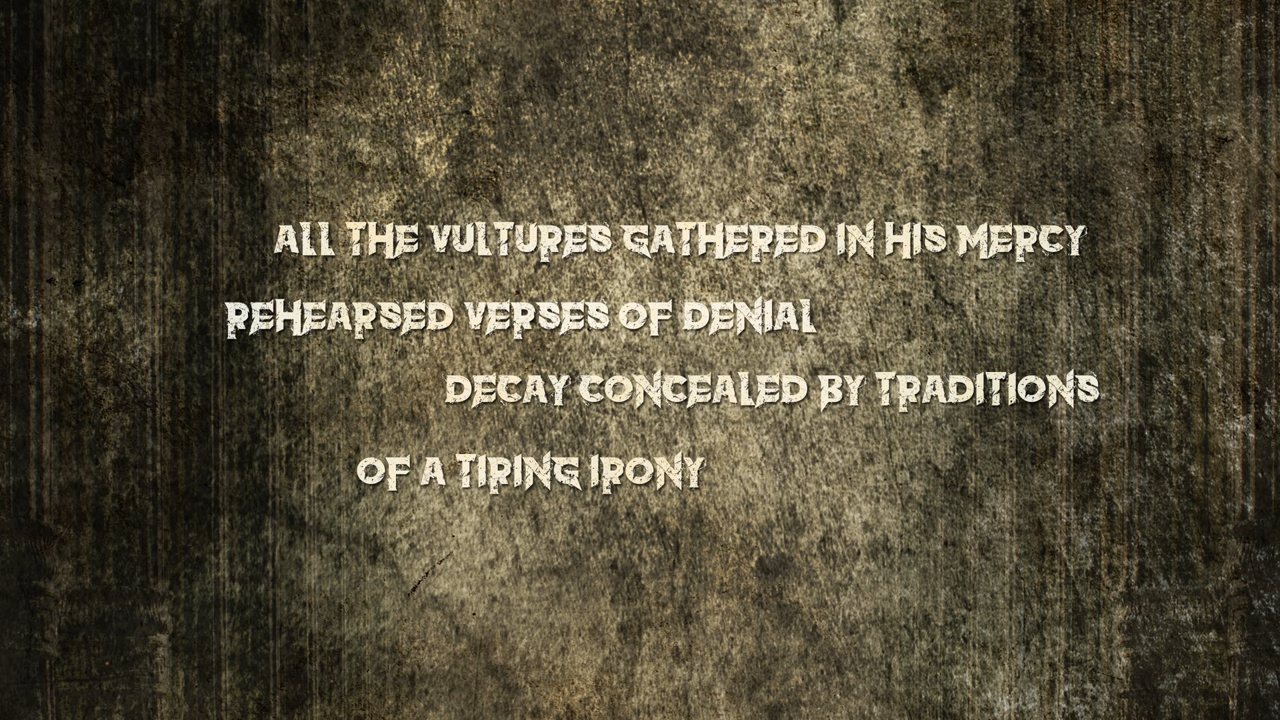 ALL THE VULTURES GATHERED IN HIS MERCY
REHEARSED VERSES OF DENIAL
DECAY CONCEALED BY TRADITIONS
OF A TIRING IRONY